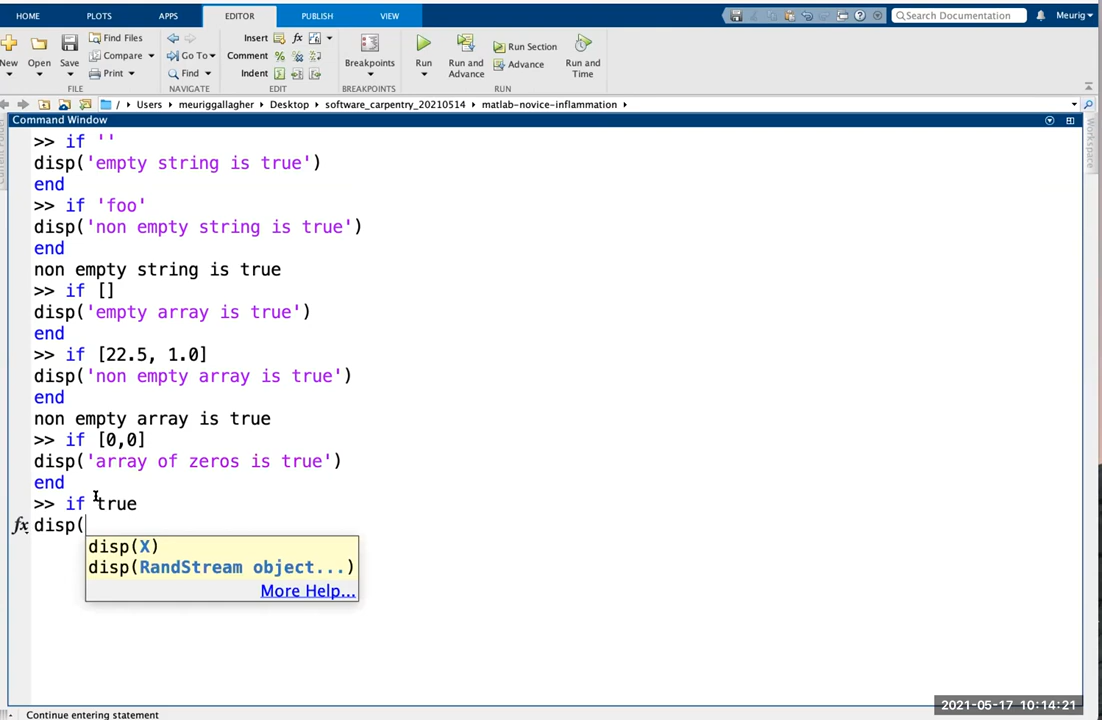 HOME PLOTS APPS EDITOR PUBLISH VIEW Search Documentation Meurig
New Open Save Find Files Compare Print
Go To Find
Insert fx Comment % Indent
Breakpoints
Run Run and Advance Run Section Advance Run and Time
FILE NAVIGATE EDIT BREAKPOINTS RUN
/ Users meuriggallagher Desktop software_carpentry_20210514 matlab-novice-inflammation
Command Window
>> if ''
disp('empty string is true')
end
>> if 'foo'
disp('non empty string is true')
end
non empty string is true
>> if []
disp('empty array is true')
end
>> if [22.5, 1.0]
disp('non empty array is true')
end
non empty array is true
>> if [0,0]
disp('array of zeros is true')
end
>> if true
fx disp(
disp(X)
disp(RandStream object...)
More Help...
Workspace
2021-05-17 10:14:21
Continue entering statement